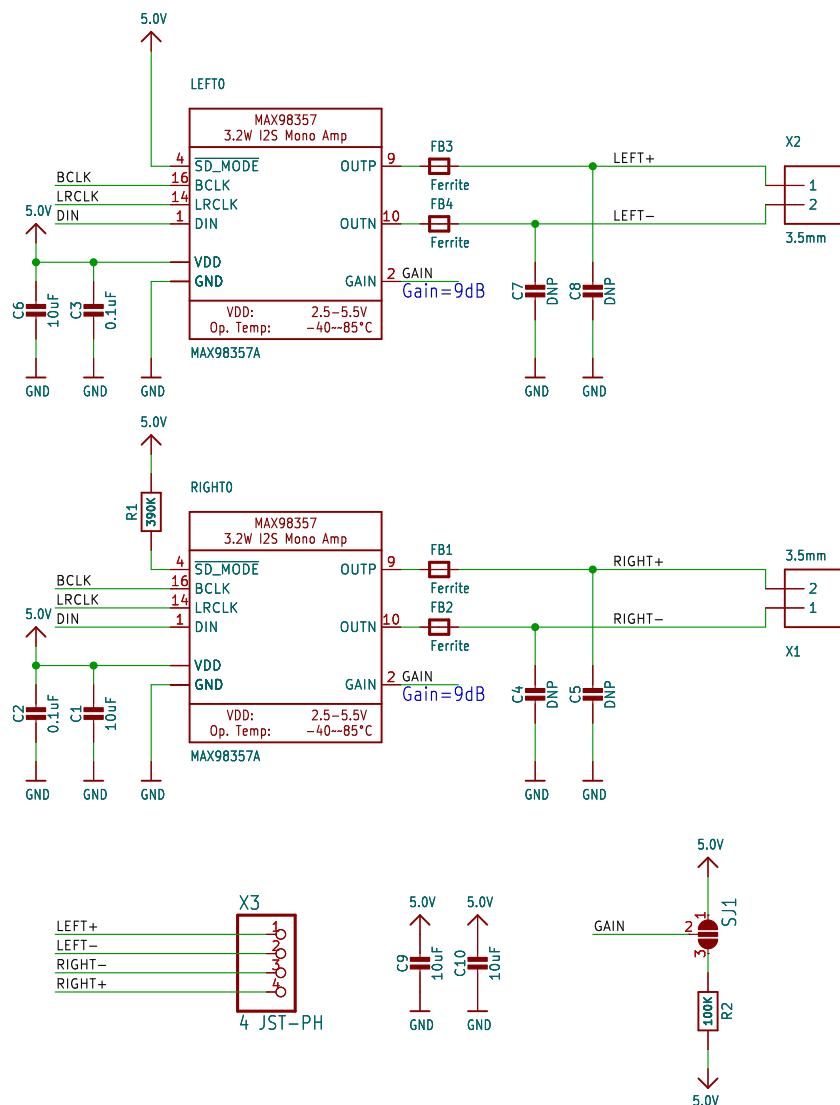 5.0V
LEFT0
MAX98357
3.2W I2S Mono Amp
4 SD_MODE
BCLK 16 BCLK
LRCLK 14 LRCLK
DIN 1 DIN
5.0V
VDD
GND
OUTP 9
OUTN 10
GAIN 2 GAIN
Gain=9dB
VDD: 2.5-5.5V
Op. Temp: -40~~85°C
MAX98357A
FB3
Ferrite
FB4
Ferrite
LEFT+
LEFT-
X2
1
2
3.5mm
C6 10uF
C3 0.1uF
C7 DNP
C8 DNP
GND GND GND GND GND
5.0V
R1 390K
RIGHT0
MAX98357
3.2W I2S Mono Amp
4 SD_MODE
BCLK 16 BCLK
LRCLK 14 LRCLK
DIN 1 DIN
5.0V
VDD
GND
OUTP 9
OUTN 10
GAIN 2 GAIN
Gain=9dB
VDD: 2.5-5.5V
Op. Temp: -40~~85°C
MAX98357A
FB1
Ferrite
FB2
Ferrite
RIGHT+
RIGHT-
3.5mm
2
1
X1
C2 0.1uF
C1 10uF
C4 DNP
C5 DNP
GND GND GND GND GND
X3
LEFT+ 1
LEFT- 2
RIGHT- 3
RIGHT+ 4
4 JST-PH
5.0V 5.0V
C9 10uF
C10 10uF
GND GND
5.0V
GAIN 2
1
3
SJ1
100K R2
5.0V